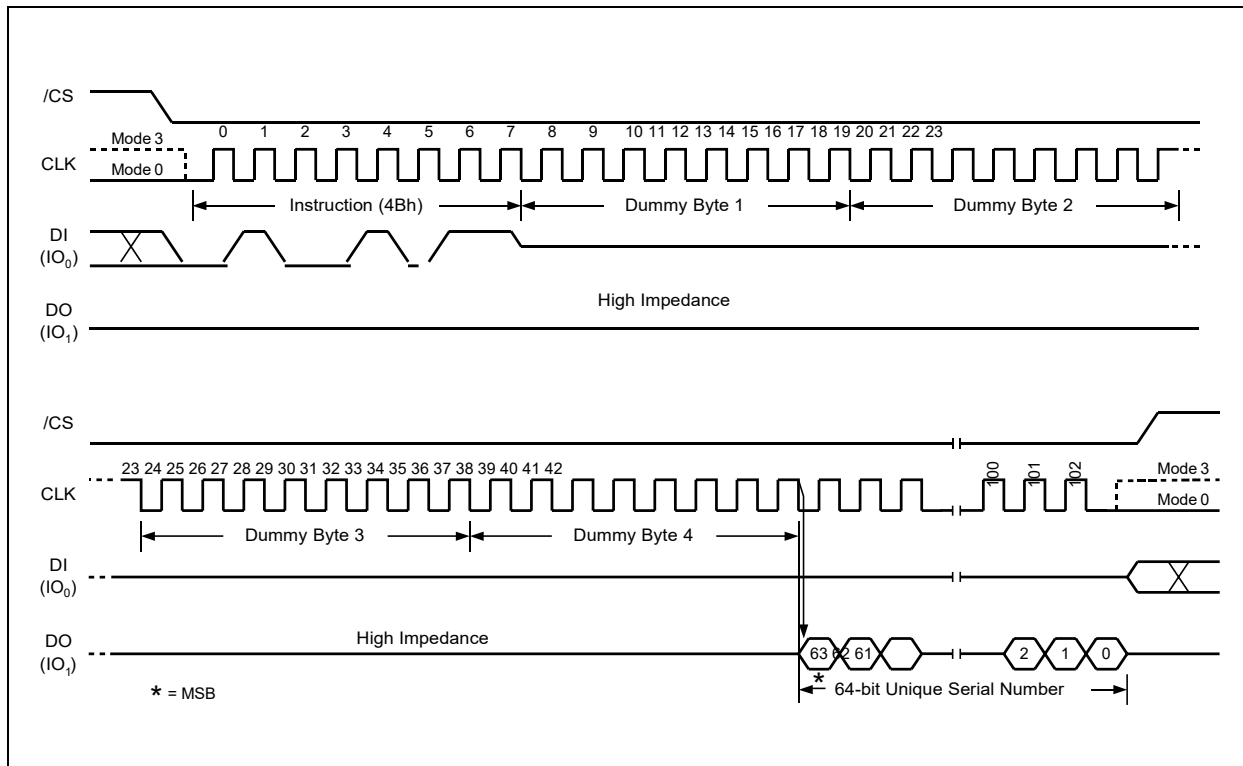 /CS
0 1 2 3 4 5 6 7 8 9 10 11 12 13 14 15 16 17 18 19 20 21 22 23
Mode 3
CLK
Mode 0
Instruction (4Bh) Dummy Byte 1 Dummy Byte 2
DI
(IO0)
High Impedance
DO
(IO1)
/CS
23 24 25 26 27 28 29 30 31 32 33 34 35 36 37 38 39 40 41 42 100 101 102
Mode 3
CLK
Mode 0
Dummy Byte 3 Dummy Byte 4
DI
(IO0)
High Impedance
DO
(IO1)
63 62 61 2 1 0
*
* = MSB
64-bit Unique Serial Number